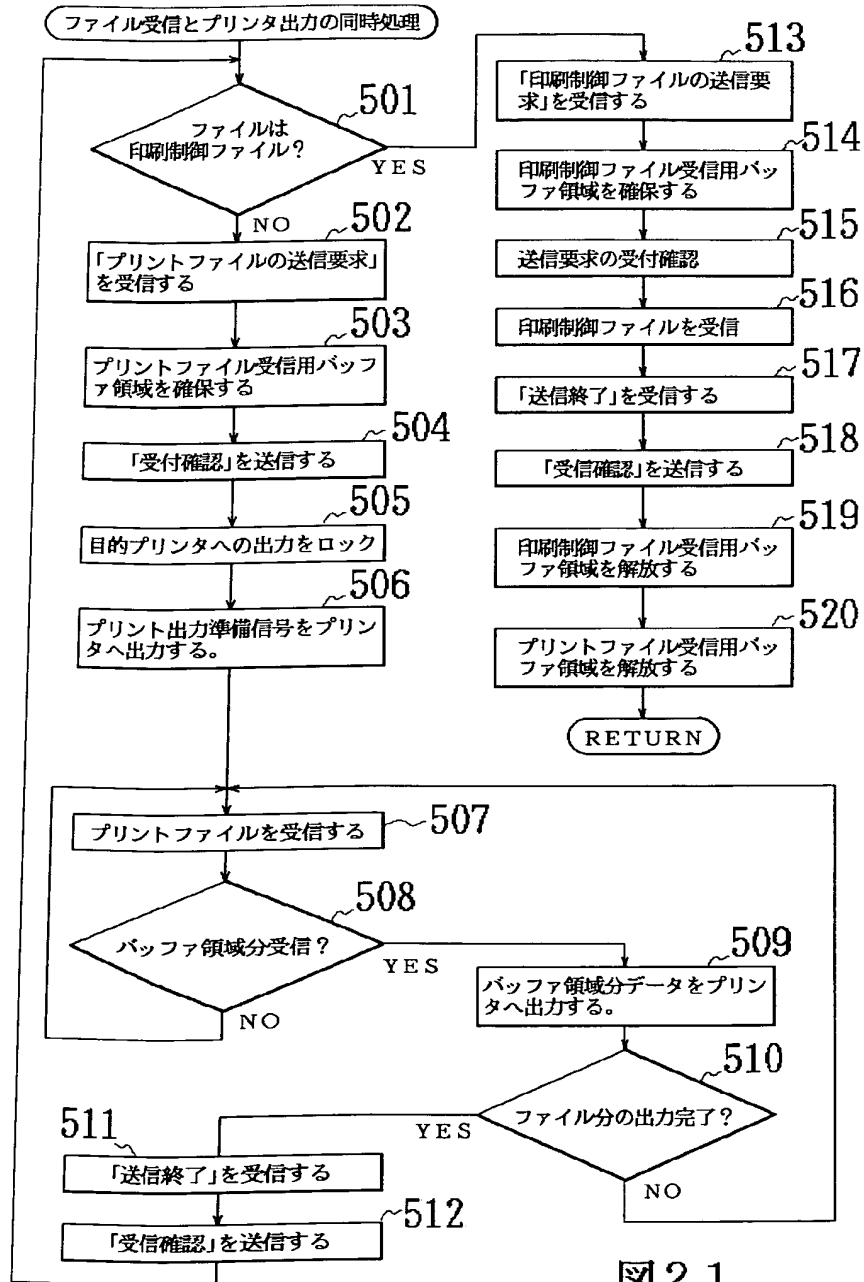 ファイル受信とプリンタ出力の同時処理
501
ファイルは
印刷制御ファイル?
YES
NO
502
「プリントファイルの送信要求」
を受信する
503
プリントファイル受信用バッフ
ァ領域を確保する
504
「受付確認」を送信する
505
目的プリンタへの出力をロック
506
プリント出力準備信号をプリン
タへ出力する。
507
プリントファイルを受信する
508
バッファ領域分受信?
YES
NO
509
バッファ領域分データをプリン
タへ出力する。
510
ファイル分の出力完了?
YES
NO
511
「送信終了」を受信する
512
「受信確認」を送信する
513
「印刷制御ファイルの送信要
求」を受信する
514
印刷制御ファイル受信用バッ
ファ領域を確保する
515
送信要求の受付確認
516
印刷制御ファイルを受信
517
「送信終了」を受信する
518
「受信確認」を送信する
519
印刷制御ファイル受信用バッ
ファ領域を解放する
520
プリントファイル受信用バッ
ファ領域を解放する
RETURN
図21